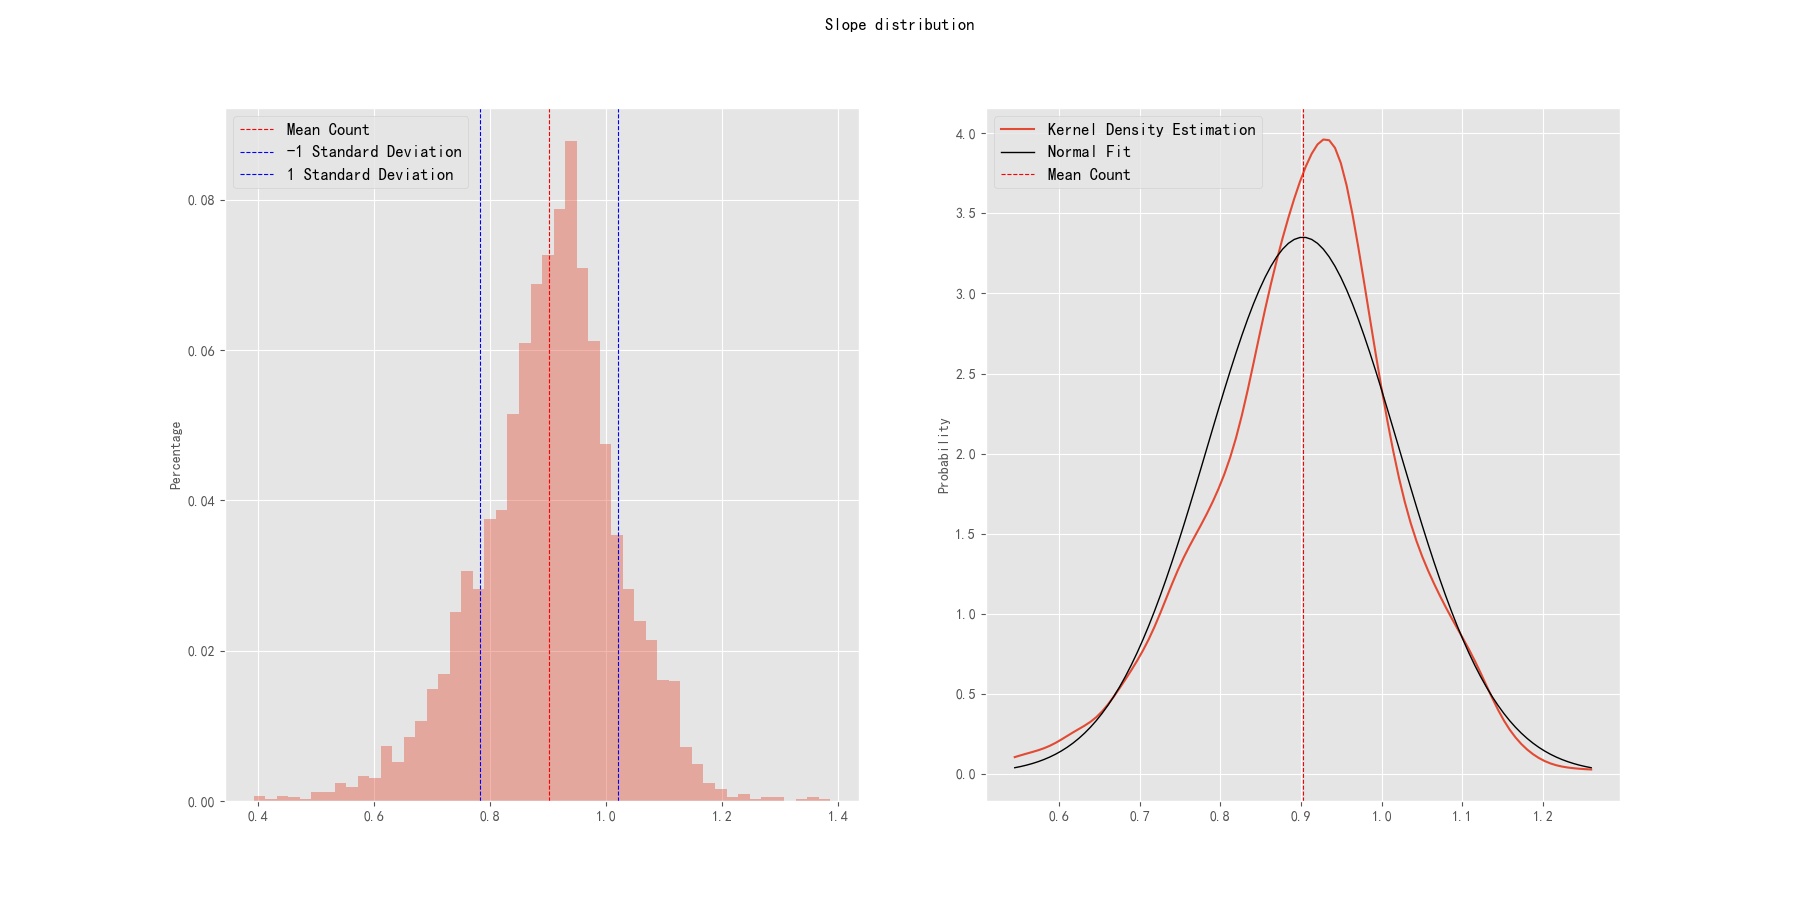 Slope distribution
Mean Count
-1 Standard Deviation
1 Standard Deviation
Percentage
0.08
0.06
0.04
0.02
0.00
0.4 0.6 0.8 1.0 1.2 1.4
Kernel Density Estimation
Normal Fit
Mean Count
Probability
4.0
3.5
3.0
2.5
2.0
1.5
1.0
0.5
0.0
0.6 0.7 0.8 0.9 1.0 1.1 1.2